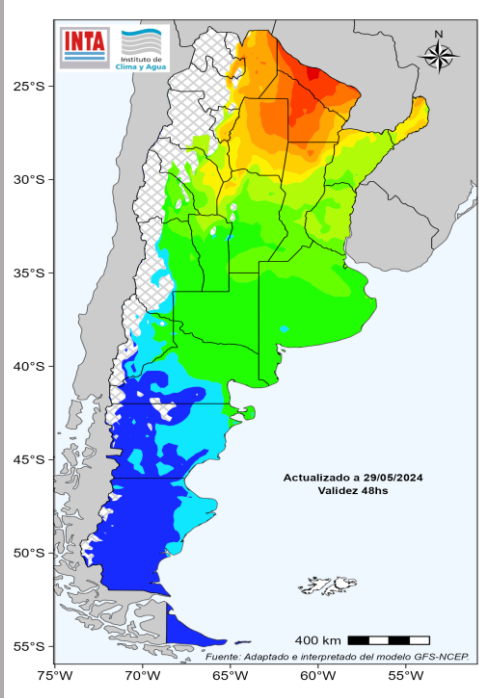 INTA
Instituto de
Clima y Agua
N
25°S
30°S
35°S
40°S
45°S
50°S
55°S
Actualizado a 29/05/2024
Validez 48hs
400 km
Fuente: Adaptado e interpretado del modelo GFS-NCEP.
75°W 70°W 65°W 60°W 55°W